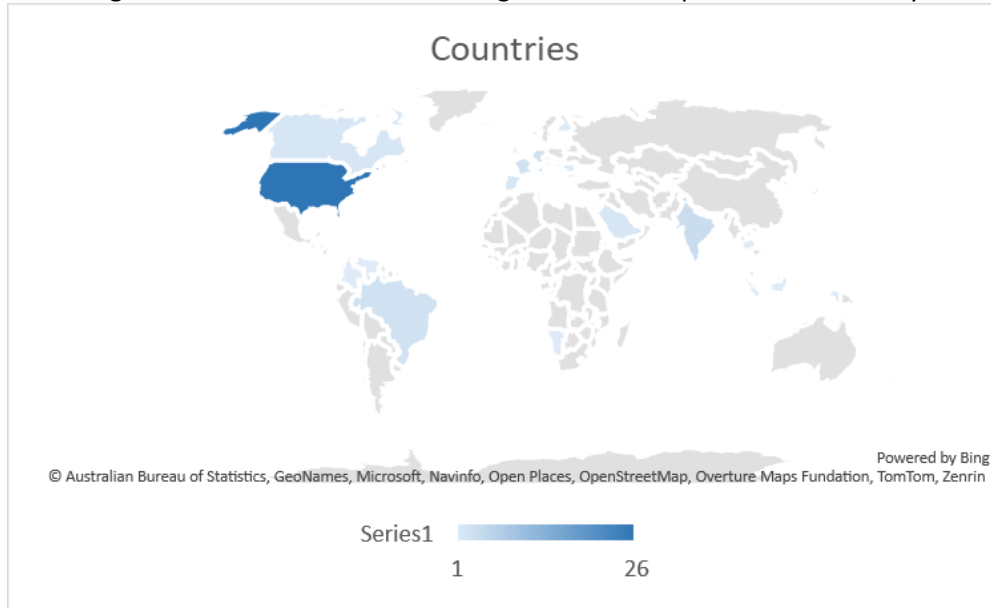 Countries
Powered by Bing
© Australian Bureau of Statistics, GeoNames, Microsoft, Navinfo, Open Places, OpenStreetMap, Overture Maps Fundation, TomTom, Zenrin
Series1
1 26